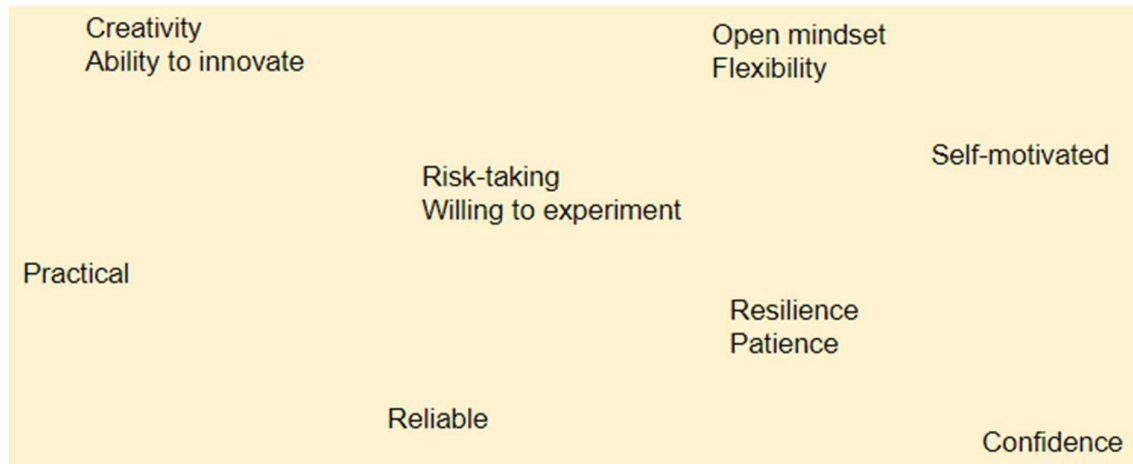 Creativity
Ability to innovate
Open mindset
Flexibility
Self-motivated
Risk-taking
Willing to experiment
Practical
Resilience
Patience
Reliable
Confidence